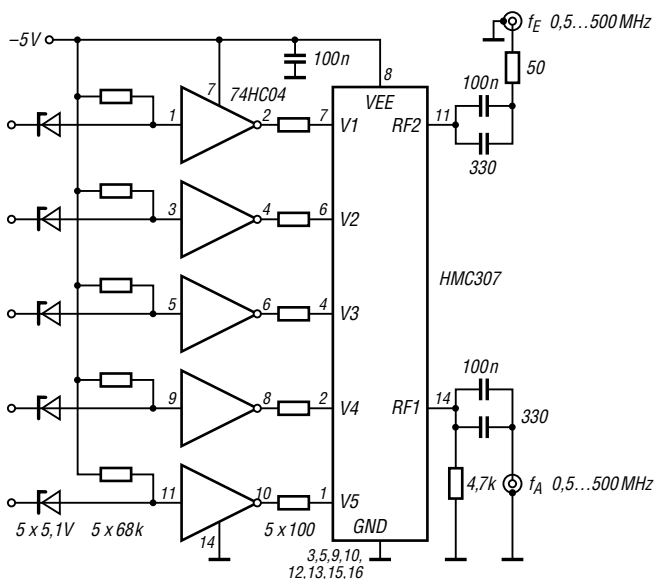 –5V
100n
7
74HC04
8
VEE
1
2
7
V1
RF2
11
3
4
6
V2
5
6
4
V3
HMC307
9
8
2
V4
RF1
14
11
10
1
V5
14
GND
5 x 5,1V
5 x 68k
5 x 100
3,5,9,10,
12,13,15,16
fE 0,5...500 MHz
50
100n
330
100n
330
4,7k
fA 0,5...500 MHz